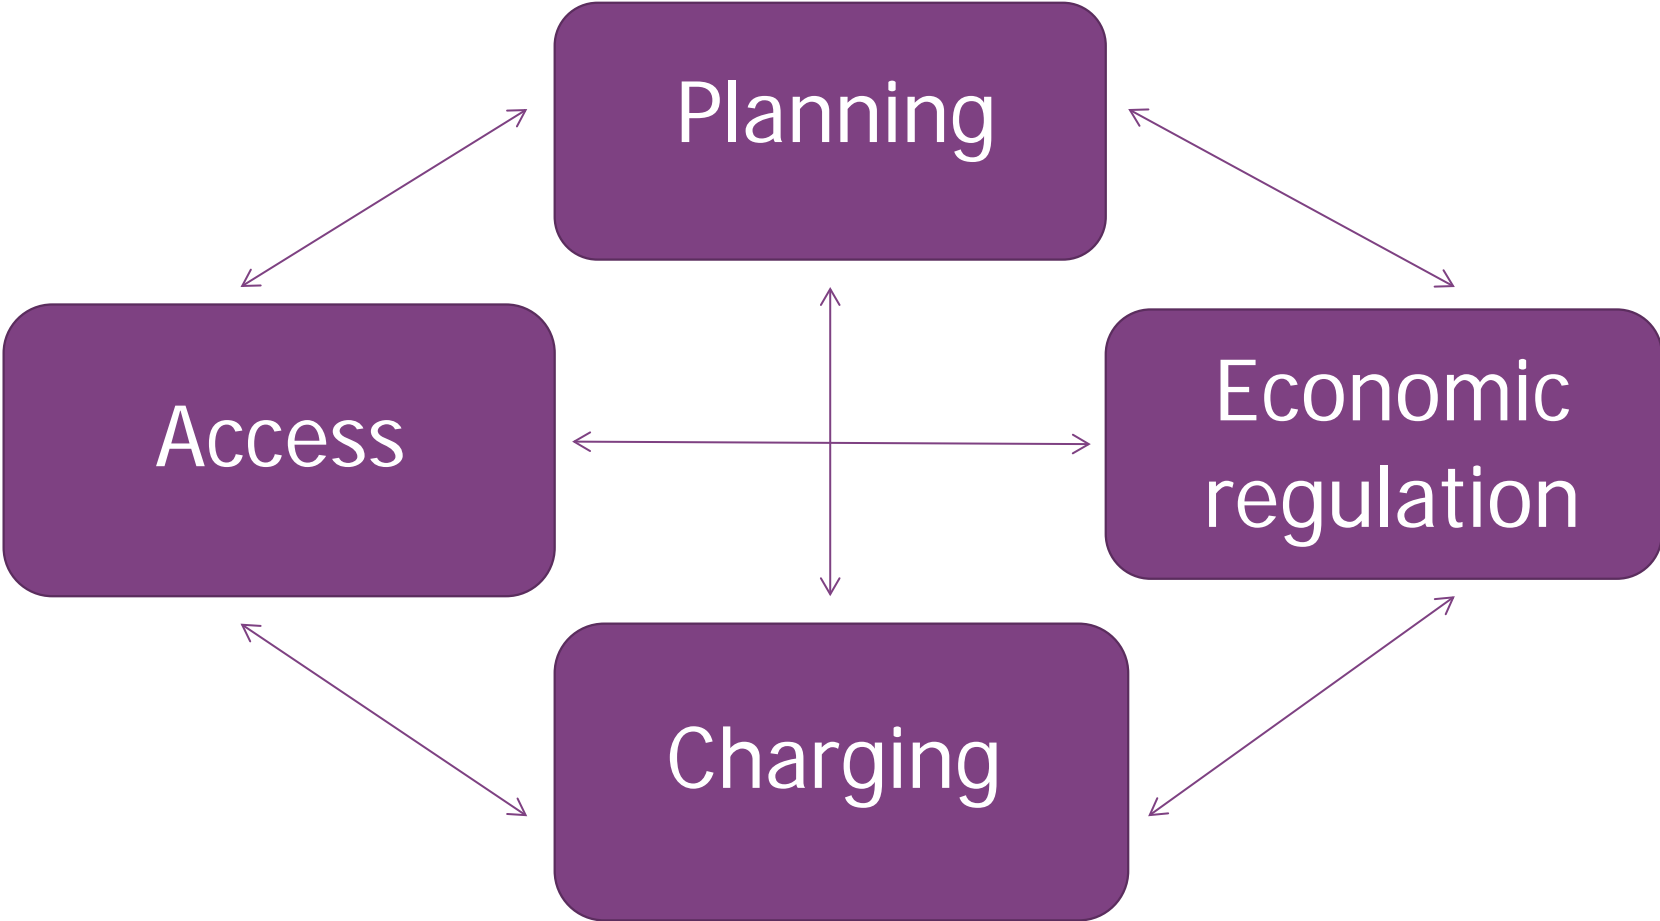 Planning
Access
Economic
regulation
Charging